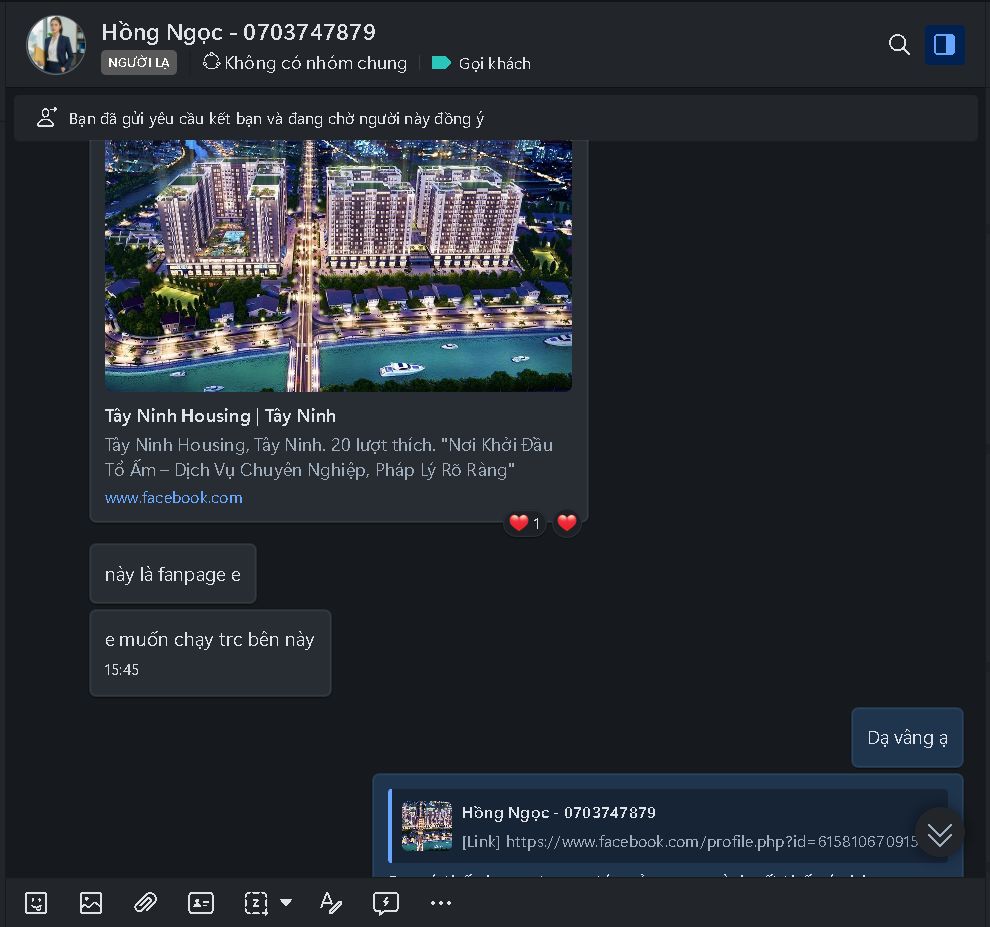 Hồng Ngọc - 0703747879
NGƯỜI LẠ
Không có nhóm chung
Gọi khách
Bạn đã gửi yêu cầu kết bạn và đang chờ người này đồng ý
Tây Ninh Housing | Tây Ninh
Tây Ninh Housing, Tây Ninh. 20 lượt thích. "Nơi Khởi Đầu
Tổ Ấm – Dịch Vụ Chuyên Nghiệp, Pháp Lý Rõ Ràng"
www.facebook.com
1
này là fanpage e
e muốn chạy trc bên này
15:45
Dạ vâng ạ
Hồng Ngọc - 0703747879
[Link] https://www.facebook.com/profile.php?id=615810670915